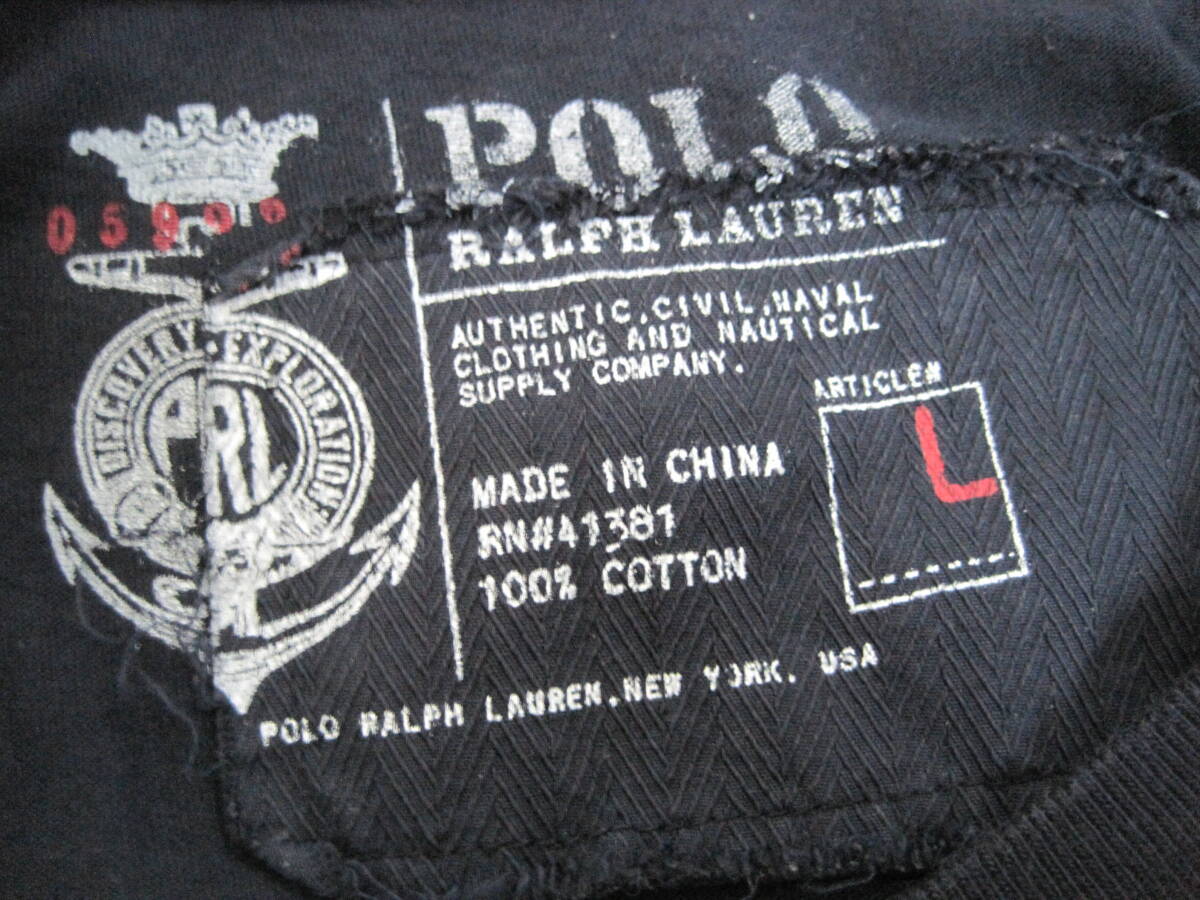 POLO
RALPH LAUREN
AUTHENTIC.CIVIL.NAVAL
CLOTHING AND NAUTICAL
SUPPLY COMPANY.
ARTICLE#
L
MADE IN CHINA
RN#41381
100% COTTON
POLO RALPH LAUREN.NEW YORK. USA
DISCOVERY • EXPLORATION
PRL